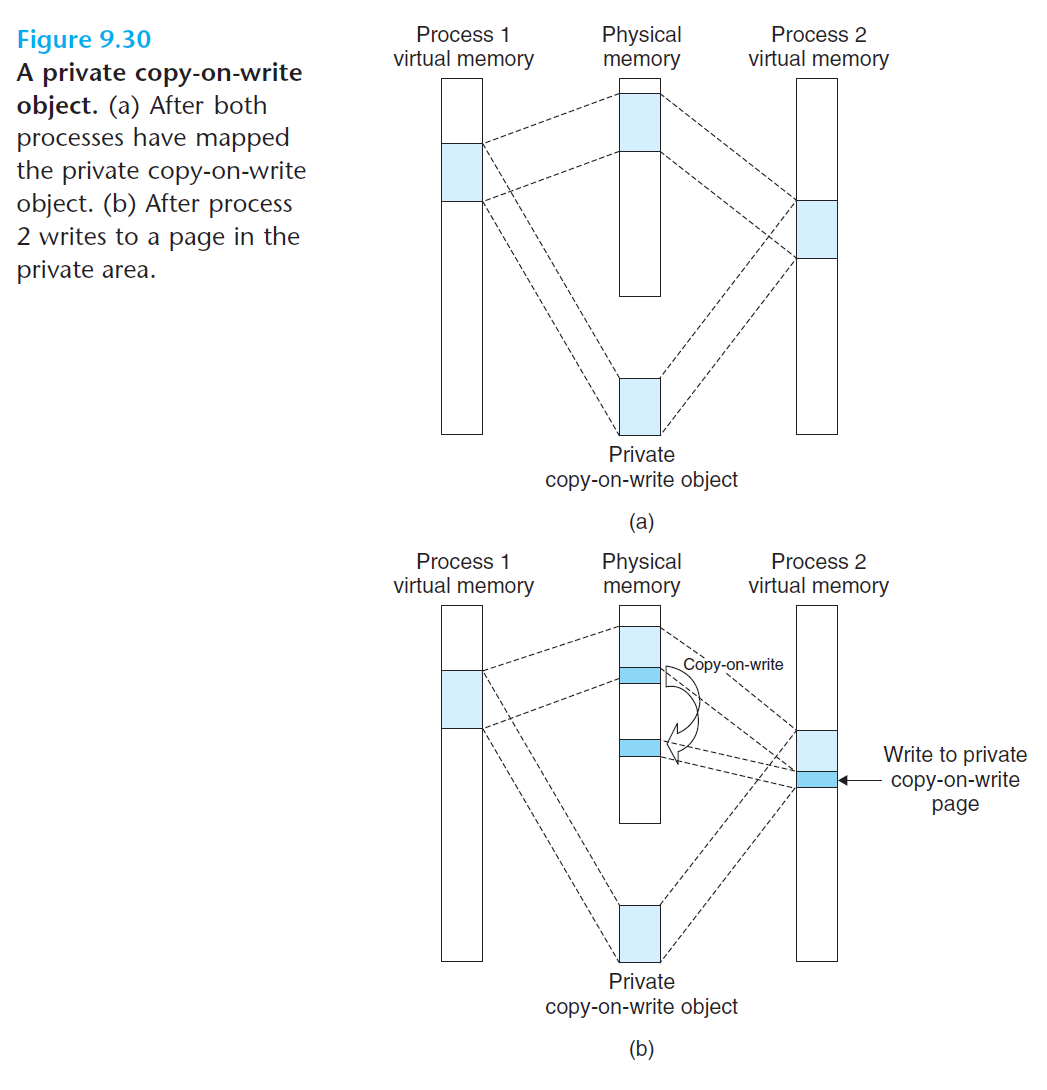 Figure 9.30
A private copy-on-write
object. (a) After both
processes have mapped
the private copy-on-write
object. (b) After process
2 writes to a page in the
private area.
Process 1
virtual memory
Physical
memory
Process 2
virtual memory
Private
copy-on-write object
(a)
Process 1
virtual memory
Physical
memory
Process 2
virtual memory
Copy-on-write
Write to private
copy-on-write
page
Private
copy-on-write object
(b)